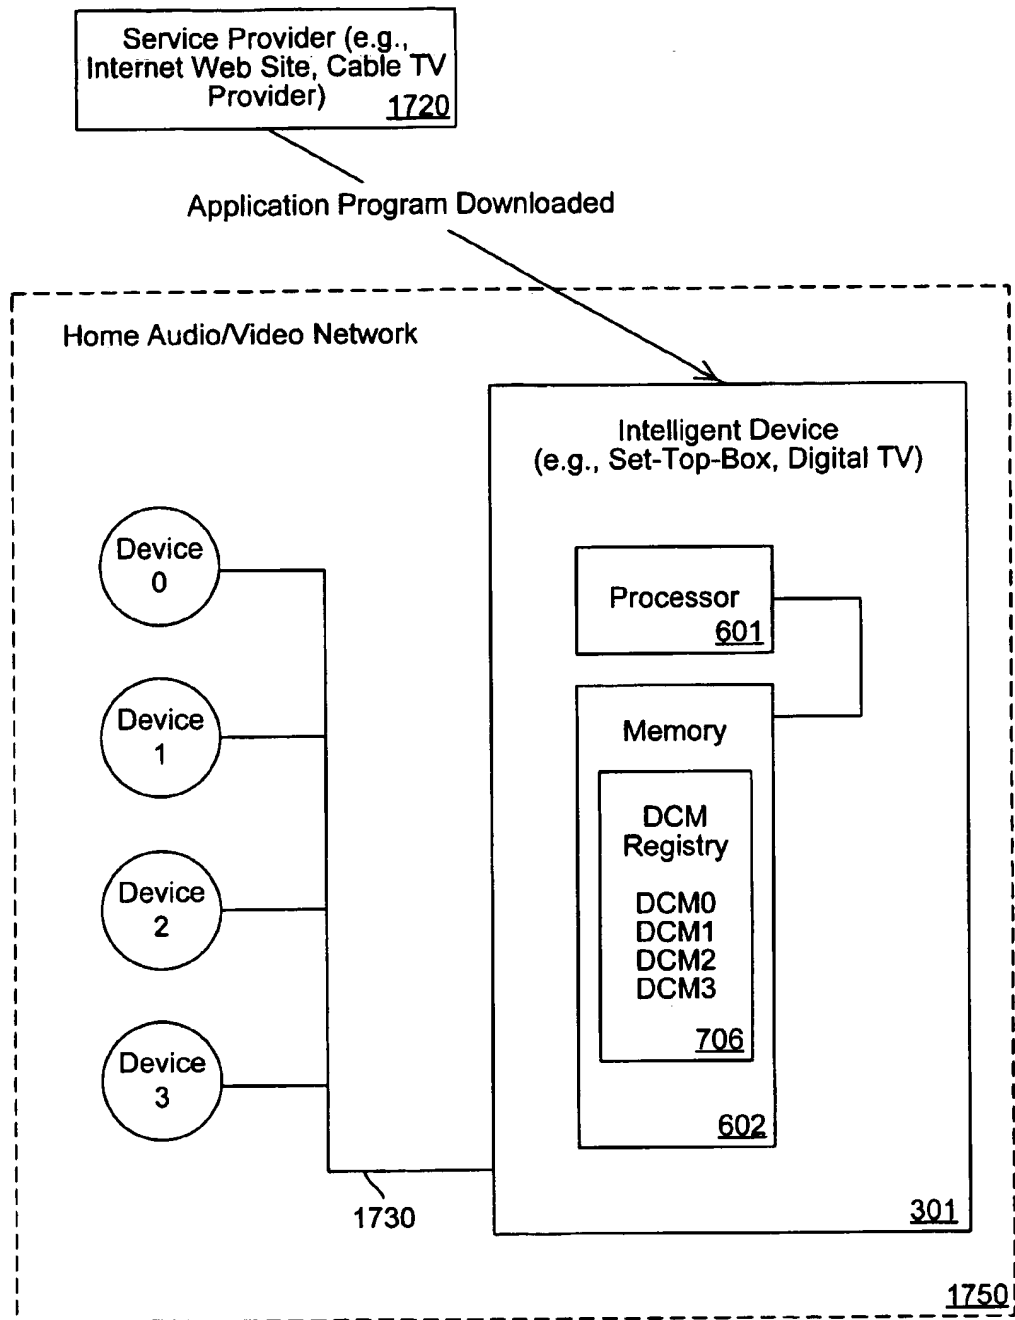 Service Provider (e.g.,
Internet Web Site, Cable TV
Provider)
1720
Application Program Downloaded
Home Audio/Video Network
Intelligent Device
(e.g., Set-Top-Box, Digital TV)
Device
0
Processor
601
Device
1
Memory
DCM
Registry
DCM0
DCM1
DCM2
DCM3
706
Device
2
Device
3
602
1730
301
1750